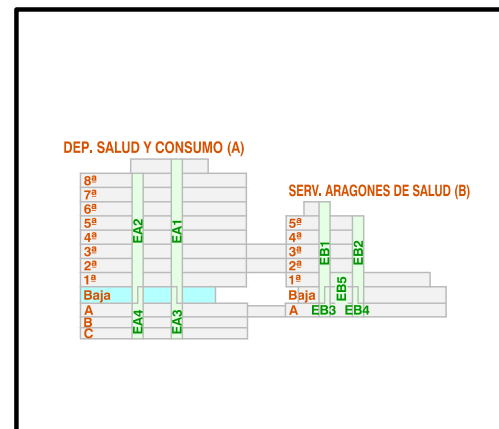 DEP. SALUD Y CONSUMO (A)
8ª
7ª
6ª
5ª
4ª
3ª
2ª
1ª
Baja
A
B
C
EA2
EA1
EA4
EA3
SERV. ARAGONES DE SALUD (B)
5ª
4ª
3ª
2ª
1ª
Baja
A
EB1
EB2
EB5
EB3
EB4